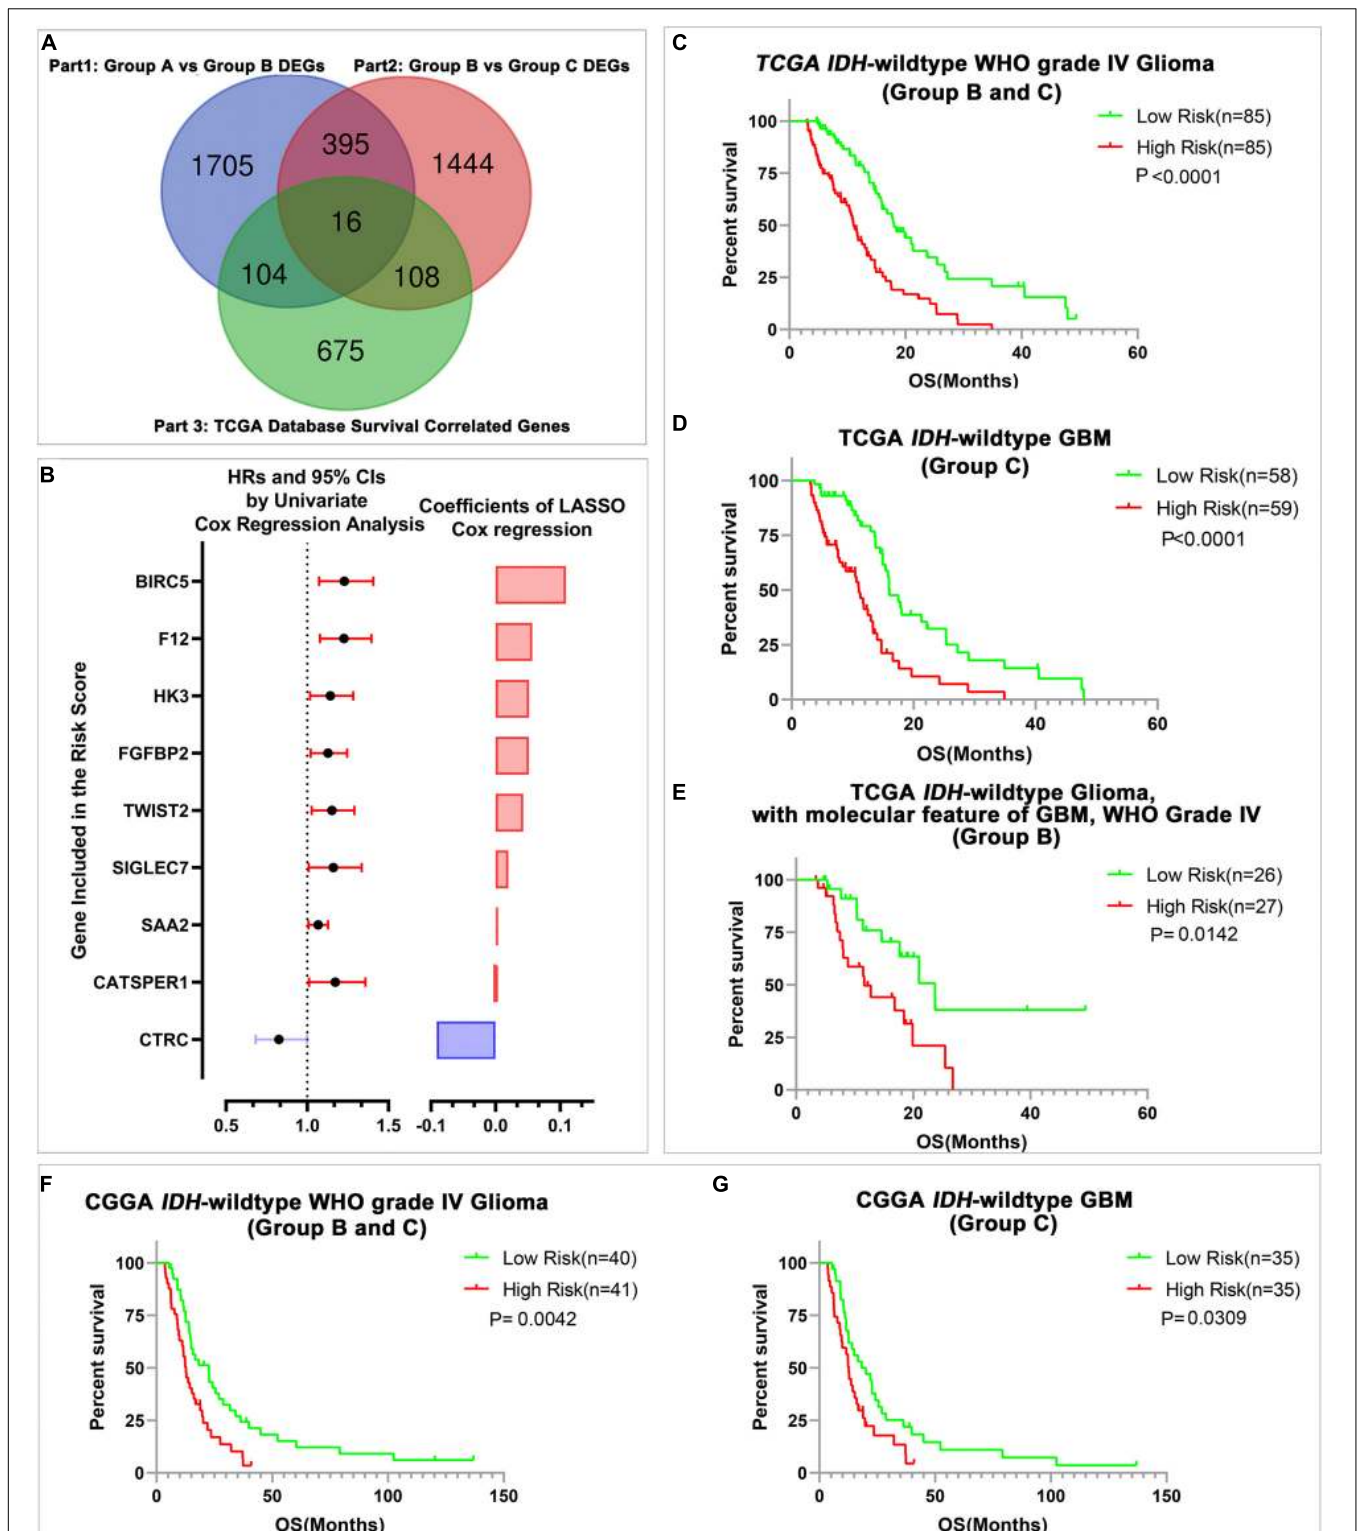 A
Part1: Group A vs Group B DEGs Part2: Group B vs Group C DEGs
1705
395
1444
16
104
108
675
Part 3: TCGA Database Survival Correlated Genes
B
HRs and 95% CIs
by Univariate
Cox Regression Analysis
Coefficients of LASSO
Cox regression
Gene Included in the Risk Score
BIRC5
F12
HK3
FGFBP2
TWIST2
SIGLEC7
SAA2
CATSPER1
CTRC
0.5 1.0 1.5
-0.1 0.0 0.1
C
TCGA IDH-wildtype WHO grade IV Glioma
(Group B and C)
Low Risk(n=85)
High Risk(n=85)
P <0.0001
Percent survival
100
75
50
25
0
0 20 40 60
OS(Months)
D
TCGA IDH-wildtype GBM
(Group C)
Low Risk(n=58)
High Risk(n=59)
P<0.0001
Percent survival
100
75
50
25
0
0 20 40 60
OS(Months)
E
TCGA IDH-wildtype Glioma,
with molecular feature of GBM, WHO Grade IV
(Group B)
Low Risk(n=26)
High Risk(n=27)
P= 0.0142
Percent survival
100
75
50
25
0
0 20 40 60
OS(Months)
F
CGGA IDH-wildtype WHO grade IV Glioma
(Group B and C)
Low Risk(n=40)
High Risk(n=41)
P= 0.0042
Percent survival
100
75
50
25
0
0 50 100 150
OS(Months)
G
CGGA IDH-wildtype GBM
(Group C)
Low Risk(n=35)
High Risk(n=35)
P= 0.0309
Percent survival
100
75
50
25
0
0 50 100 150
OS(Months)